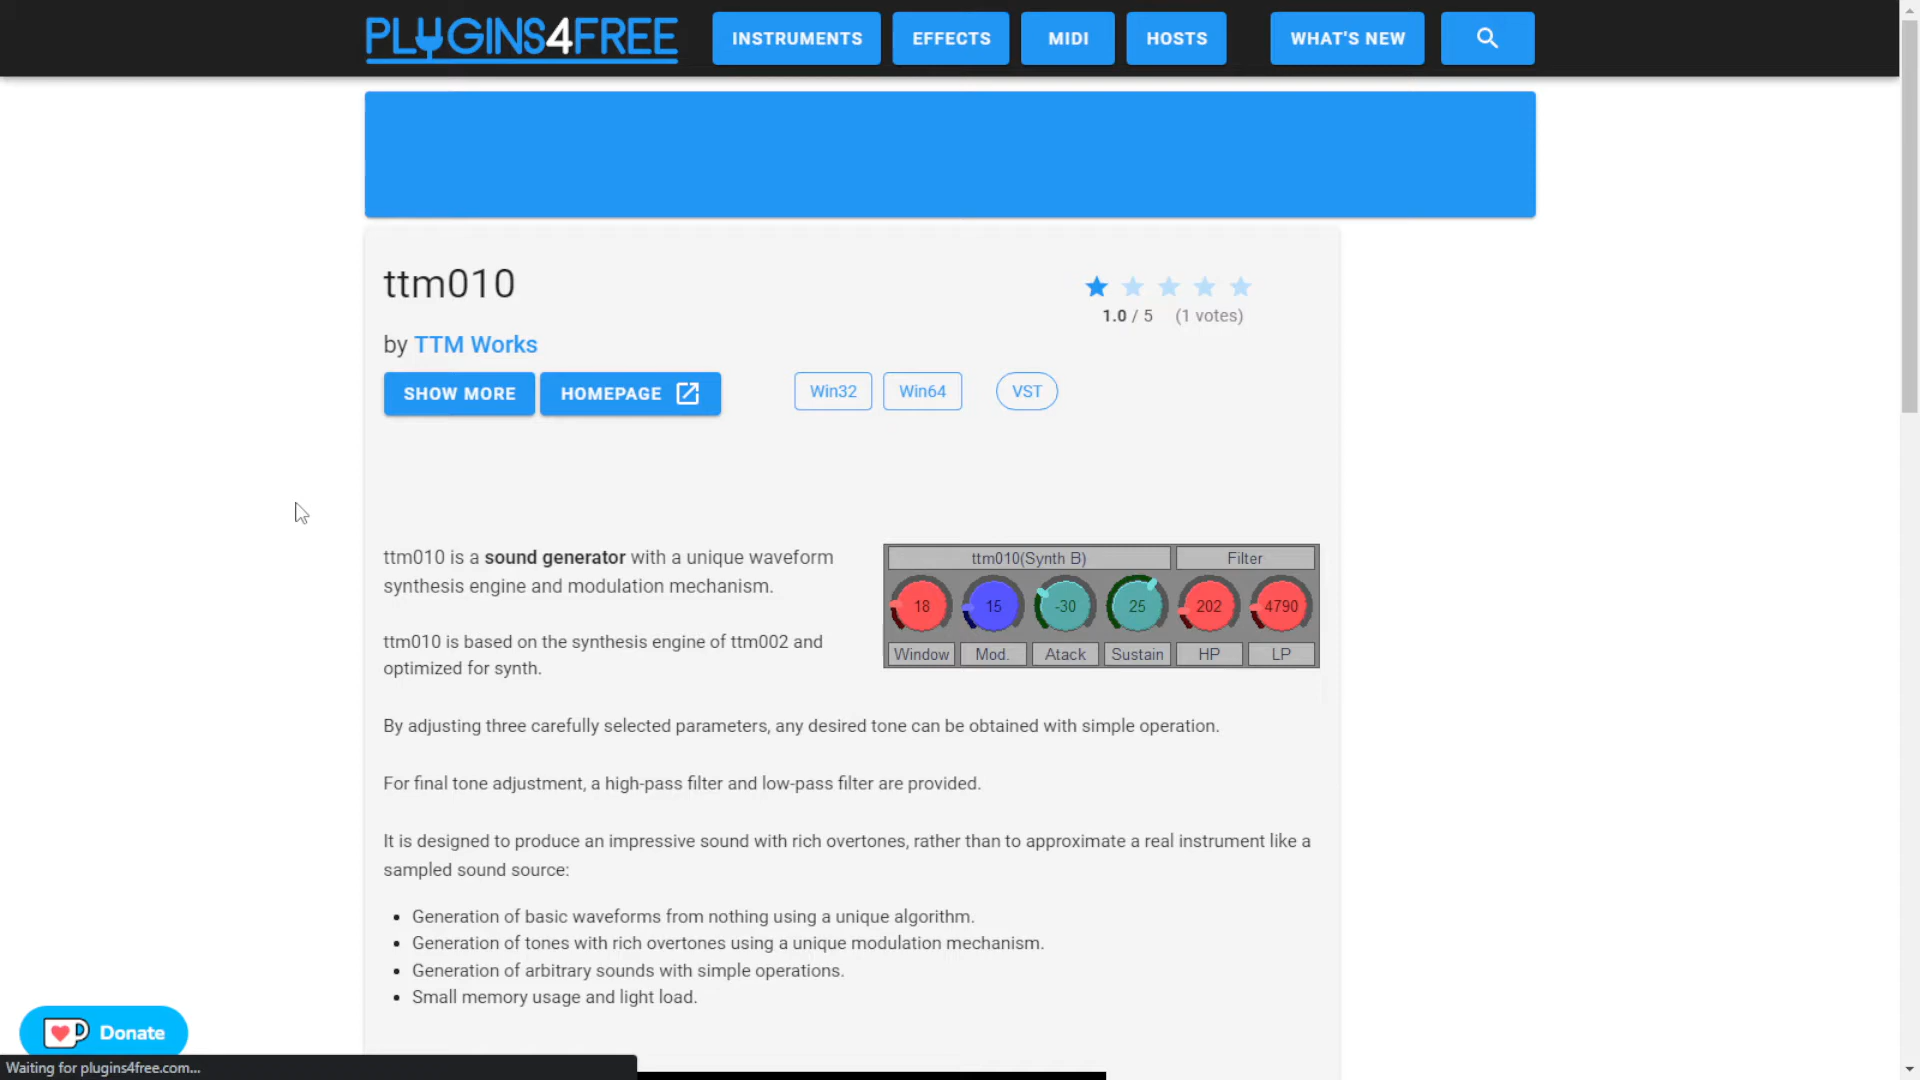 PLUGINS4FREE
INSTRUMENTS
EFFECTS
MIDI
HOSTS
WHAT'S NEW
ttm010
1.0 / 5 (1 votes)
by TTM Works
SHOW MORE
HOMEPAGE
Win32
Win64
VST
ttm010 is a sound generator with a unique waveform
synthesis engine and modulation mechanism.
ttm010(Synth B)
Filter
18
15
-30
25
202
4790
Window
Mod.
Atack
Sustain
HP
LP
ttm010 is based on the synthesis engine of ttm002 and
optimized for synth.
By adjusting three carefully selected parameters, any desired tone can be obtained with simple operation.
For final tone adjustment, a high-pass filter and low-pass filter are provided.
It is designed to produce an impressive sound with rich overtones, rather than to approximate a real instrument like a
sampled sound source:
Generation of basic waveforms from nothing using a unique algorithm.
Generation of tones with rich overtones using a unique modulation mechanism.
Generation of arbitrary sounds with simple operations.
Small memory usage and light load.
Donate
Waiting for plugins4free.com...